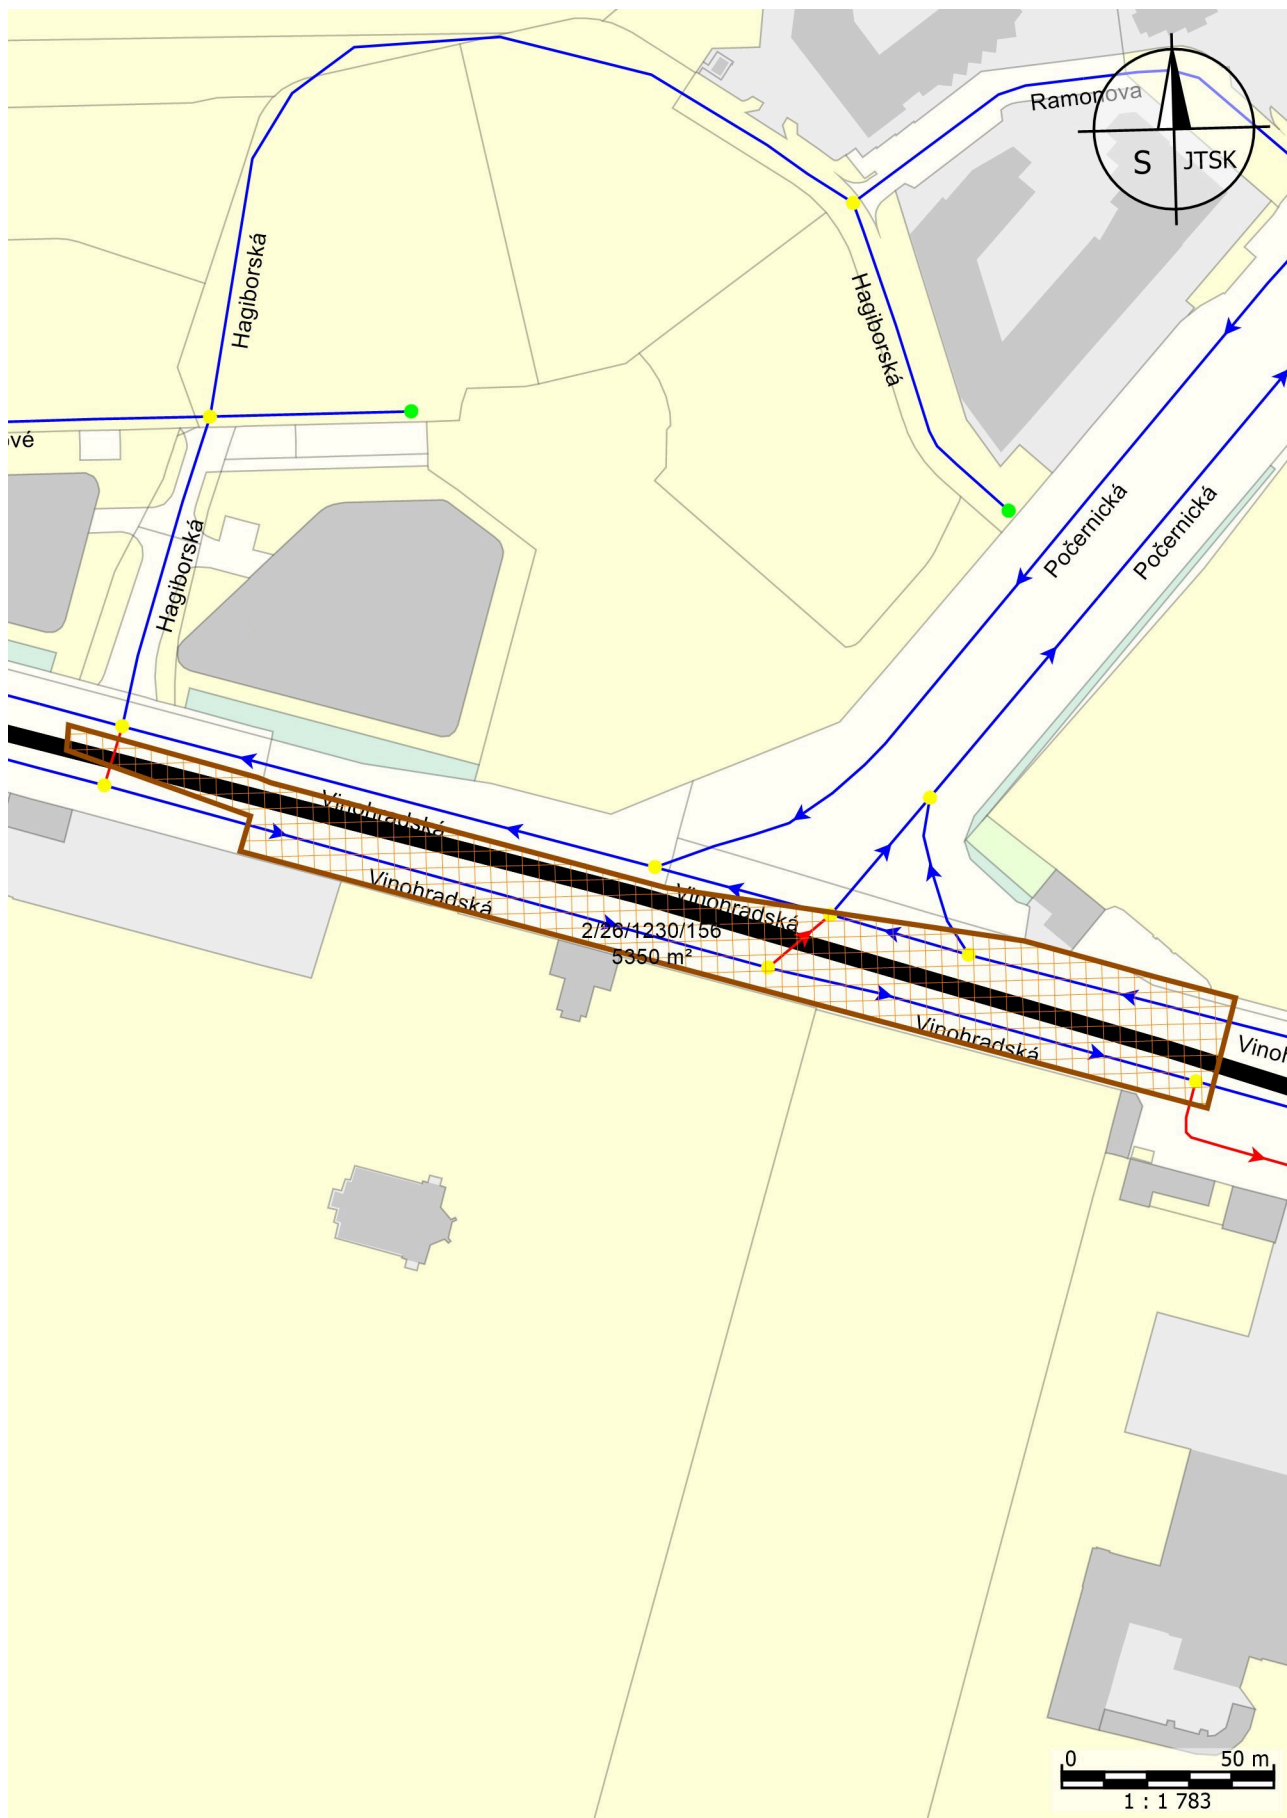 Ramonova
S JTSK
Hagiborská
Hagiborská
vé
Hagiborská
Počernická
Počernická
Vinohradská
Vinohradská
Vinohradská
2/26/1230/156
5350 m²
Vinohradská
Vinoh
0 50 m
1 : 1 783